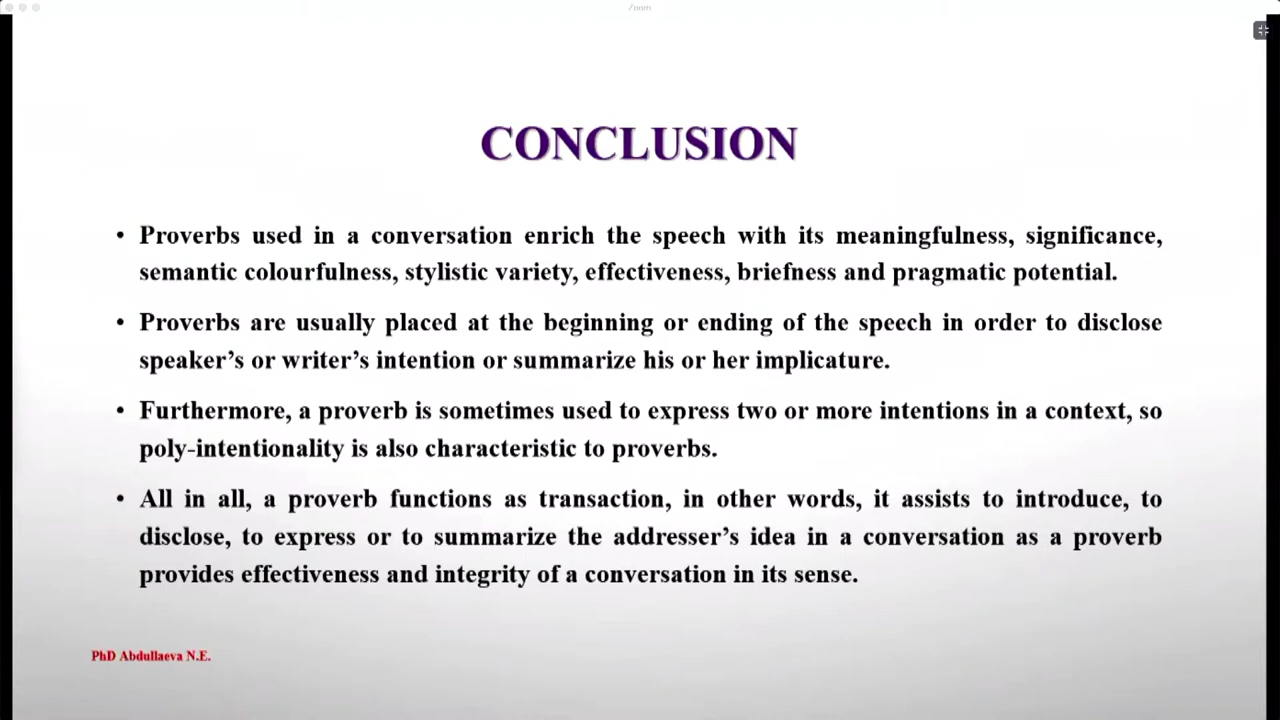 CONCLUSION
• Proverbs used in a conversation enrich the speech with its meaningfulness, significance,
semantic colourfulness, stylistic variety, effectiveness, briefness and pragmatic potential.
• Proverbs are usually placed at the beginning or ending of the speech in order to disclose
speaker’s or writer’s intention or summarize his or her implicature.
• Furthermore, a proverb is sometimes used to express two or more intentions in a context, so
poly-intentionality is also characteristic to proverbs.
• All in all, a proverb functions as transaction, in other words, it assists to introduce, to
disclose, to express or to summarize the addresser’s idea in a conversation as a proverb
provides effectiveness and integrity of a conversation in its sense.
PhD Abdullaeva N.E.